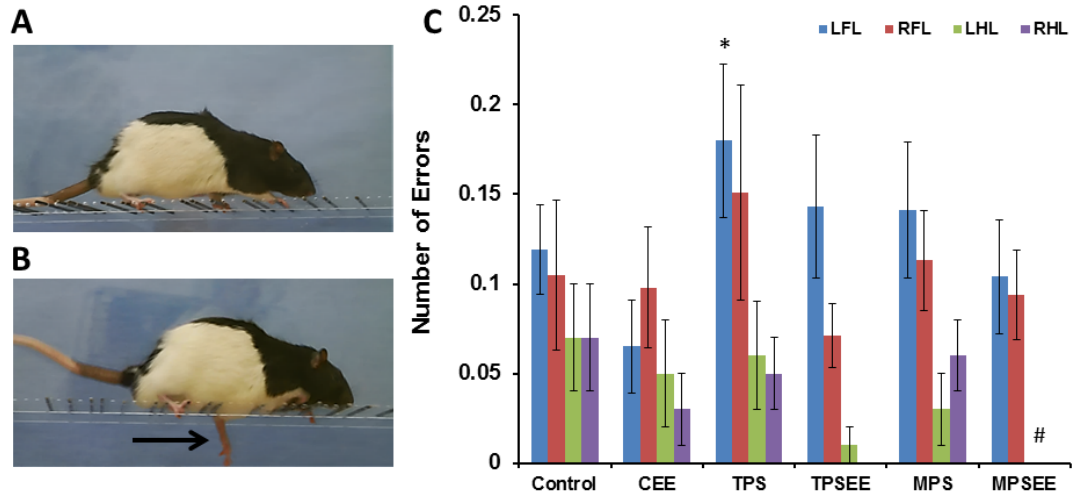 A
B
C
LFL RFL LHL RHL
Number of Errors
0.25
0.2
0.15
0.1
0.05
0
*
#
Control CEE TPS TPSEE MPS MPSEE